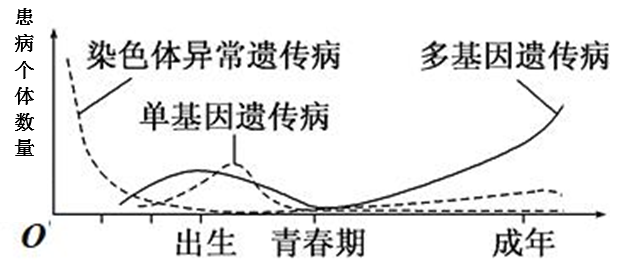 患病个体数量
染色体异常遗传病
多基因遗传病
单基因遗传病
O
出生
青春期
成年